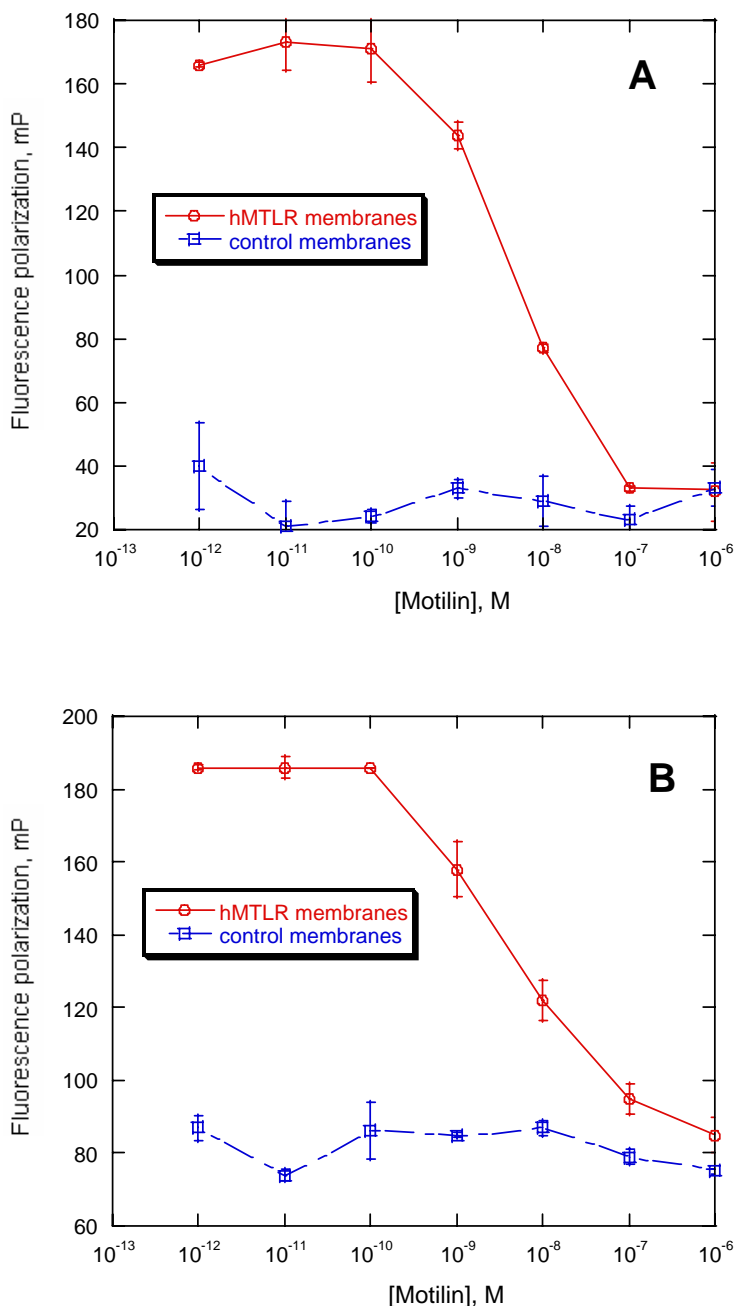 180
A
160
140
120
100
80
60
40
20
Fluorescence polarization, mP
hMTLR membranes
control membranes
10-13 10-12 10-11 10-10 10-9 10-8 10-7 10-6
[Motilin], M
200
B
180
160
140
120
100
80
60
Fluorescence polarization, mP
hMTLR membranes
control membranes
10-13 10-12 10-11 10-10 10-9 10-8 10-7 10-6
[Motilin], M